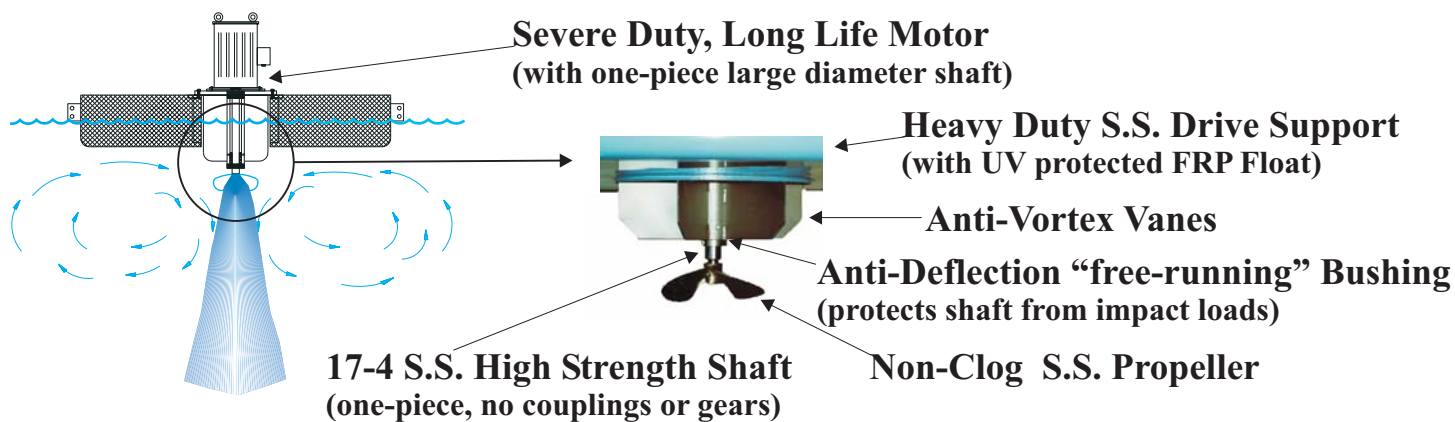 Severe Duty, Long Life Motor
(with one-piece large diameter shaft)
Heavy Duty S.S. Drive Support
(with UV protected FRP Float)
Anti-Vortex Vanes
Anti-Deflection “free-running” Bushing
(protects shaft from impact loads)
17-4 S.S. High Strength Shaft
(one-piece, no couplings or gears)
Non-Clog S.S. Propeller